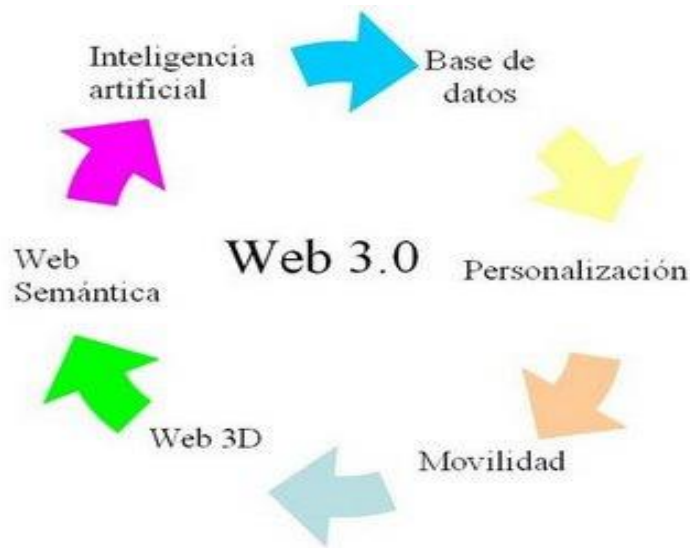 Inteligencia
artificial
Base de
datos
Web 3.0
Personalización
Web
Semántica
Web 3D
Movilidad